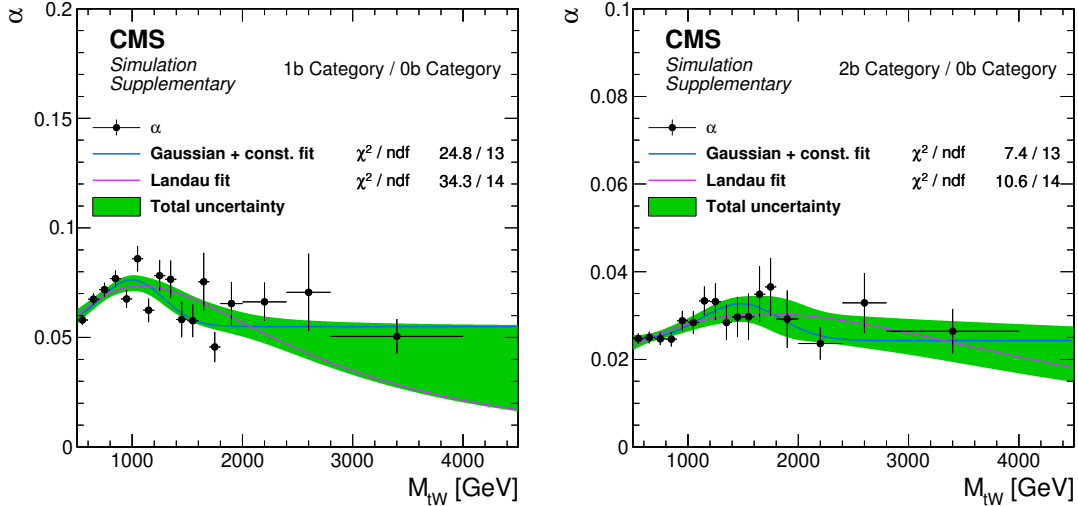 CMS
Simulation
Supplementary
1b Category / 0b Category
α
Gaussian + const. fit χ² / ndf 24.8 / 13
Landau fit χ² / ndf 34.3 / 14
Total uncertainty
α
0.2
0.15
0.1
0.05
0
1000 2000 3000 4000
M_tW [GeV]
CMS
Simulation
Supplementary
2b Category / 0b Category
α
Gaussian + const. fit χ² / ndf 7.4 / 13
Landau fit χ² / ndf 10.6 / 14
Total uncertainty
α
0.1
0.08
0.06
0.04
0.02
0
1000 2000 3000 4000
M_tW [GeV]